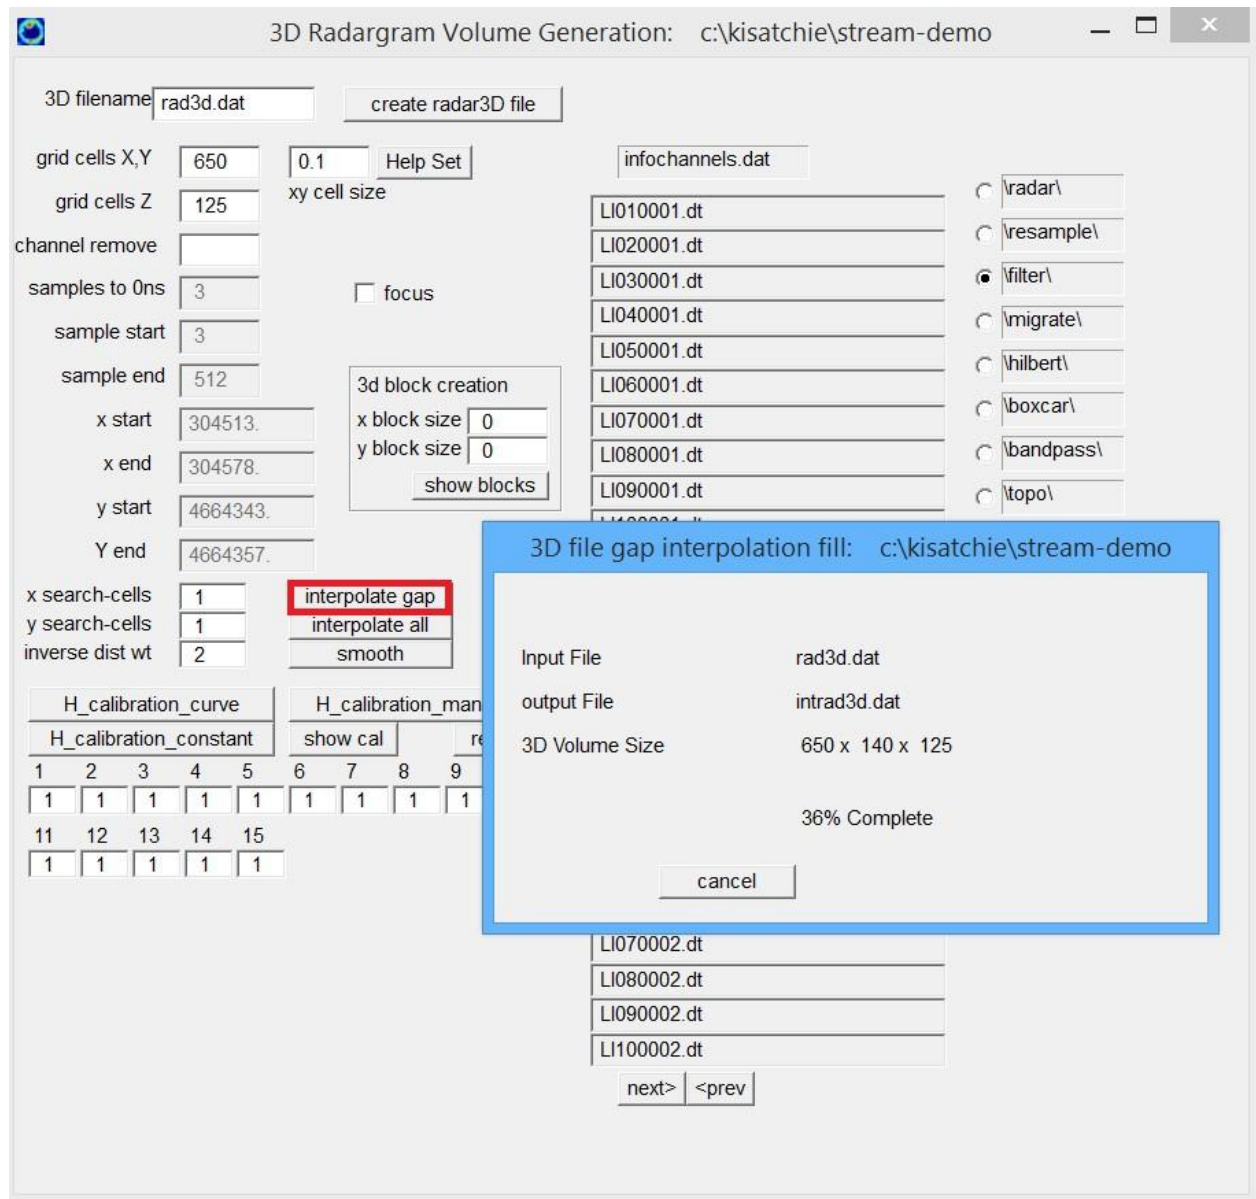 3D Radargram Volume Generation: c:\kisatchie\stream-demo
3D filename rad3d.dat create radar3D file
grid cells X,Y 650 0.1 Help Set
xy cell size
grid cells Z 125
channel remove
samples to 0ns 3
focus
sample start 3
sample end 512
x start 304513.
x end 304578.
y start 4664343.
Y end 4664357.
3d block creation
x block size 0
y block size 0
show blocks
x search-cells 1 interpolate gap
y search-cells 1 interpolate all
inverse dist wt 2 smooth
H_calibration_curve H_calibration_man
H_calibration_constant show cal re
1 2 3 4 5 6 7 8 9
1 1 1 1 1 1 1 1 1
11 12 13 14 15
1 1 1 1 1
infochannels.dat
LI010001.dt
LI020001.dt
LI030001.dt
LI040001.dt
LI050001.dt
LI060001.dt
LI070001.dt
LI080001.dt
LI090001.dt
\radar\
\resample\
\filter\
\migrate\
\hilbert\
\boxcar\
\bandpass\
\topo\
3D file gap interpolation fill: c:\kisatchie\stream-demo
Input File rad3d.dat
output File intrad3d.dat
3D Volume Size 650 x 140 x 125
36% Complete
cancel
LI070002.dt
LI080002.dt
LI090002.dt
LI100002.dt
next> <prev